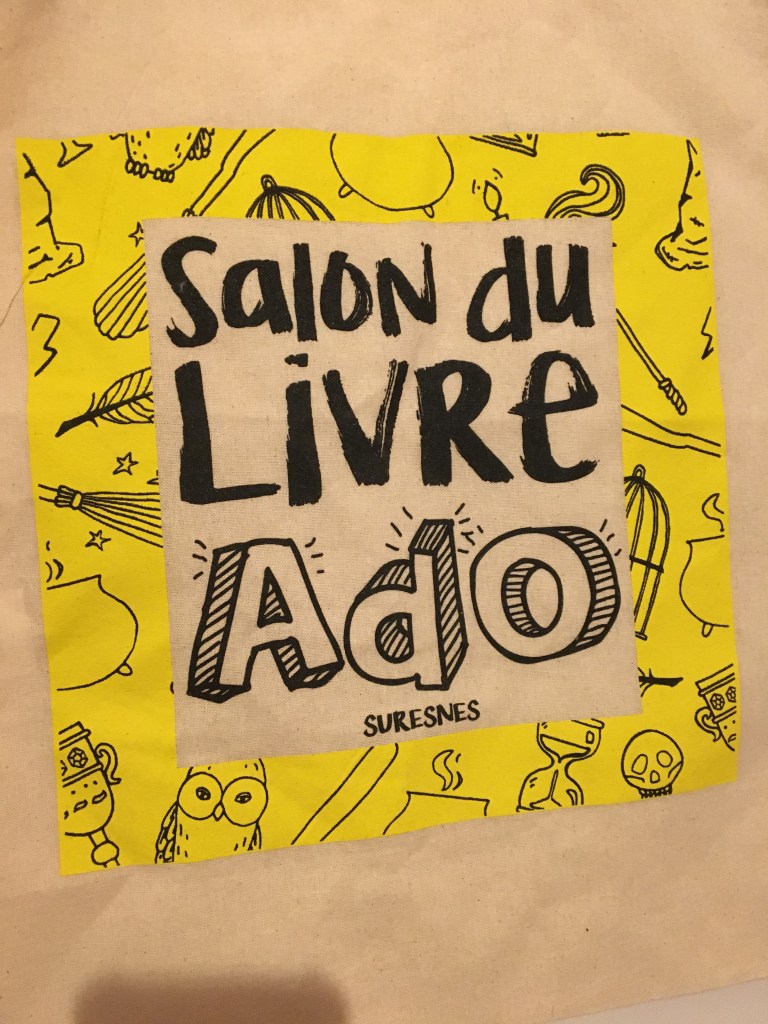 Salon du
Livre
Ado
SURESNES